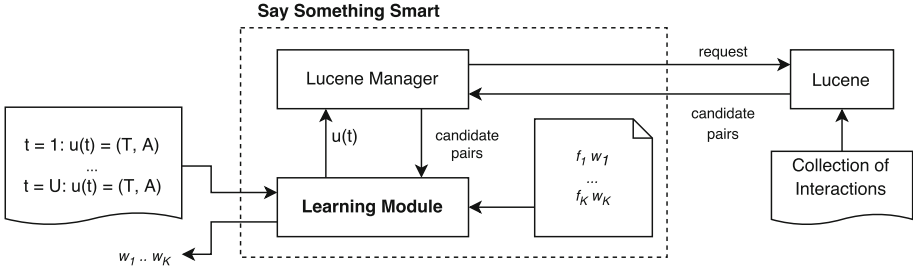 Say Something Smart
Lucene Manager
request
Lucene
candidate
pairs
t = 1: u(t) = (T, A)
...
t = U: u(t) = (T, A)
u(t)
candidate
pairs
f1 w1
...
fK wK
Collection of
Interactions
Learning Module
w1 .. wK